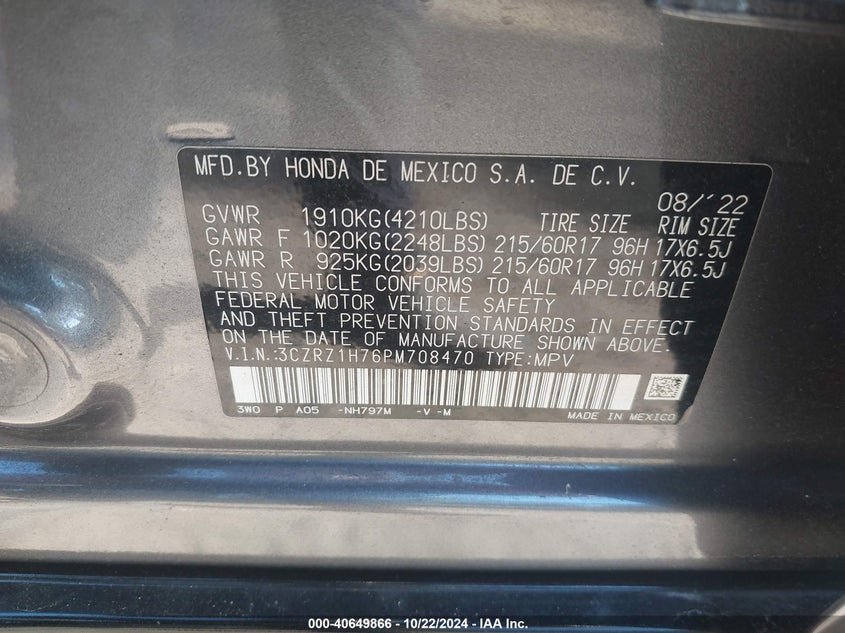 MFD.BY HONDA DE MEXICO S.A. DE C.V.
08/'22
GVWR 1910KG(4210LBS) TIRE SIZE RIM SIZE
GAWR F 1020KG(2248LBS) 215/60R17 96H 17X6.5J
GAWR R 925KG(2039LBS) 215/60R17 96H 17X6.5J
THIS VEHICLE CONFORMS TO ALL APPLICABLE
FEDERAL MOTOR VEHICLE SAFETY
AND THEFT PREVENTION STANDARDS IN EFFECT
ON THE DATE OF MANUFACTURE SHOWN ABOVE.
V.I.N.:3CZRZ1H76PM708470 TYPE:MPV
3W0 P A05 -NH797M -V -M MADE IN MEXICO
000-40649866 - 10/22/2024 - IAA Inc.